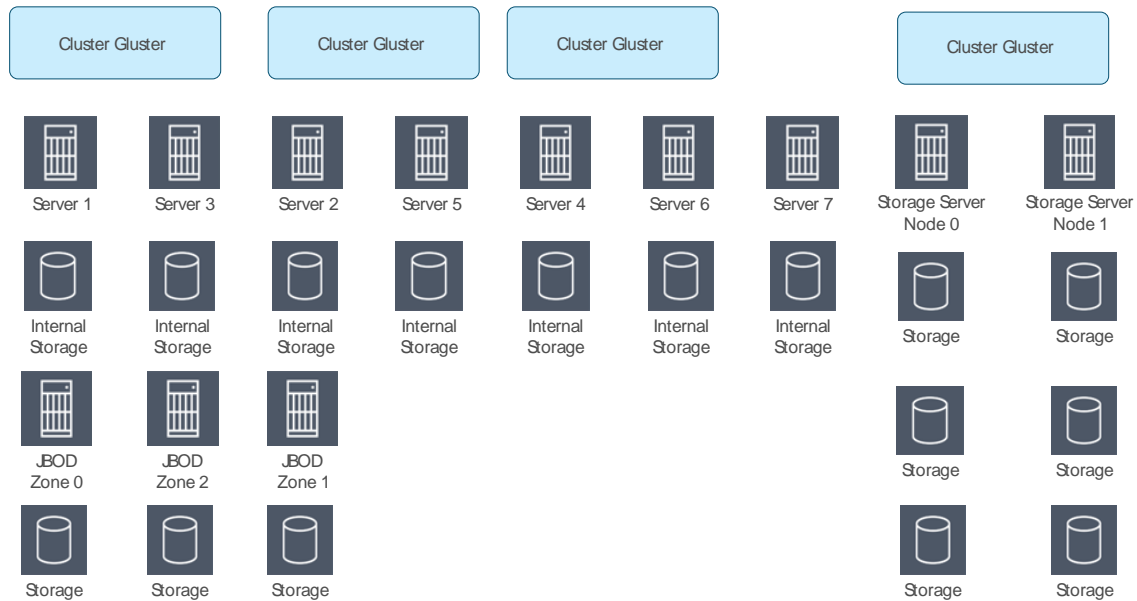 Cluster Gluster
Cluster Gluster
Cluster Gluster
Cluster Gluster
Server 1
Server 3
Server 2
Server 5
Server 4
Server 6
Server 7
Storage Server
Node 0
Storage Server
Node 1
Internal
Storage
Internal
Storage
Internal
Storage
Internal
Storage
Internal
Storage
Internal
Storage
Internal
Storage
Storage
Storage
JBOD
Zone 0
JBOD
Zone 2
JBOD
Zone 1
Storage
Storage
Storage
Storage
Storage
Storage
Storage